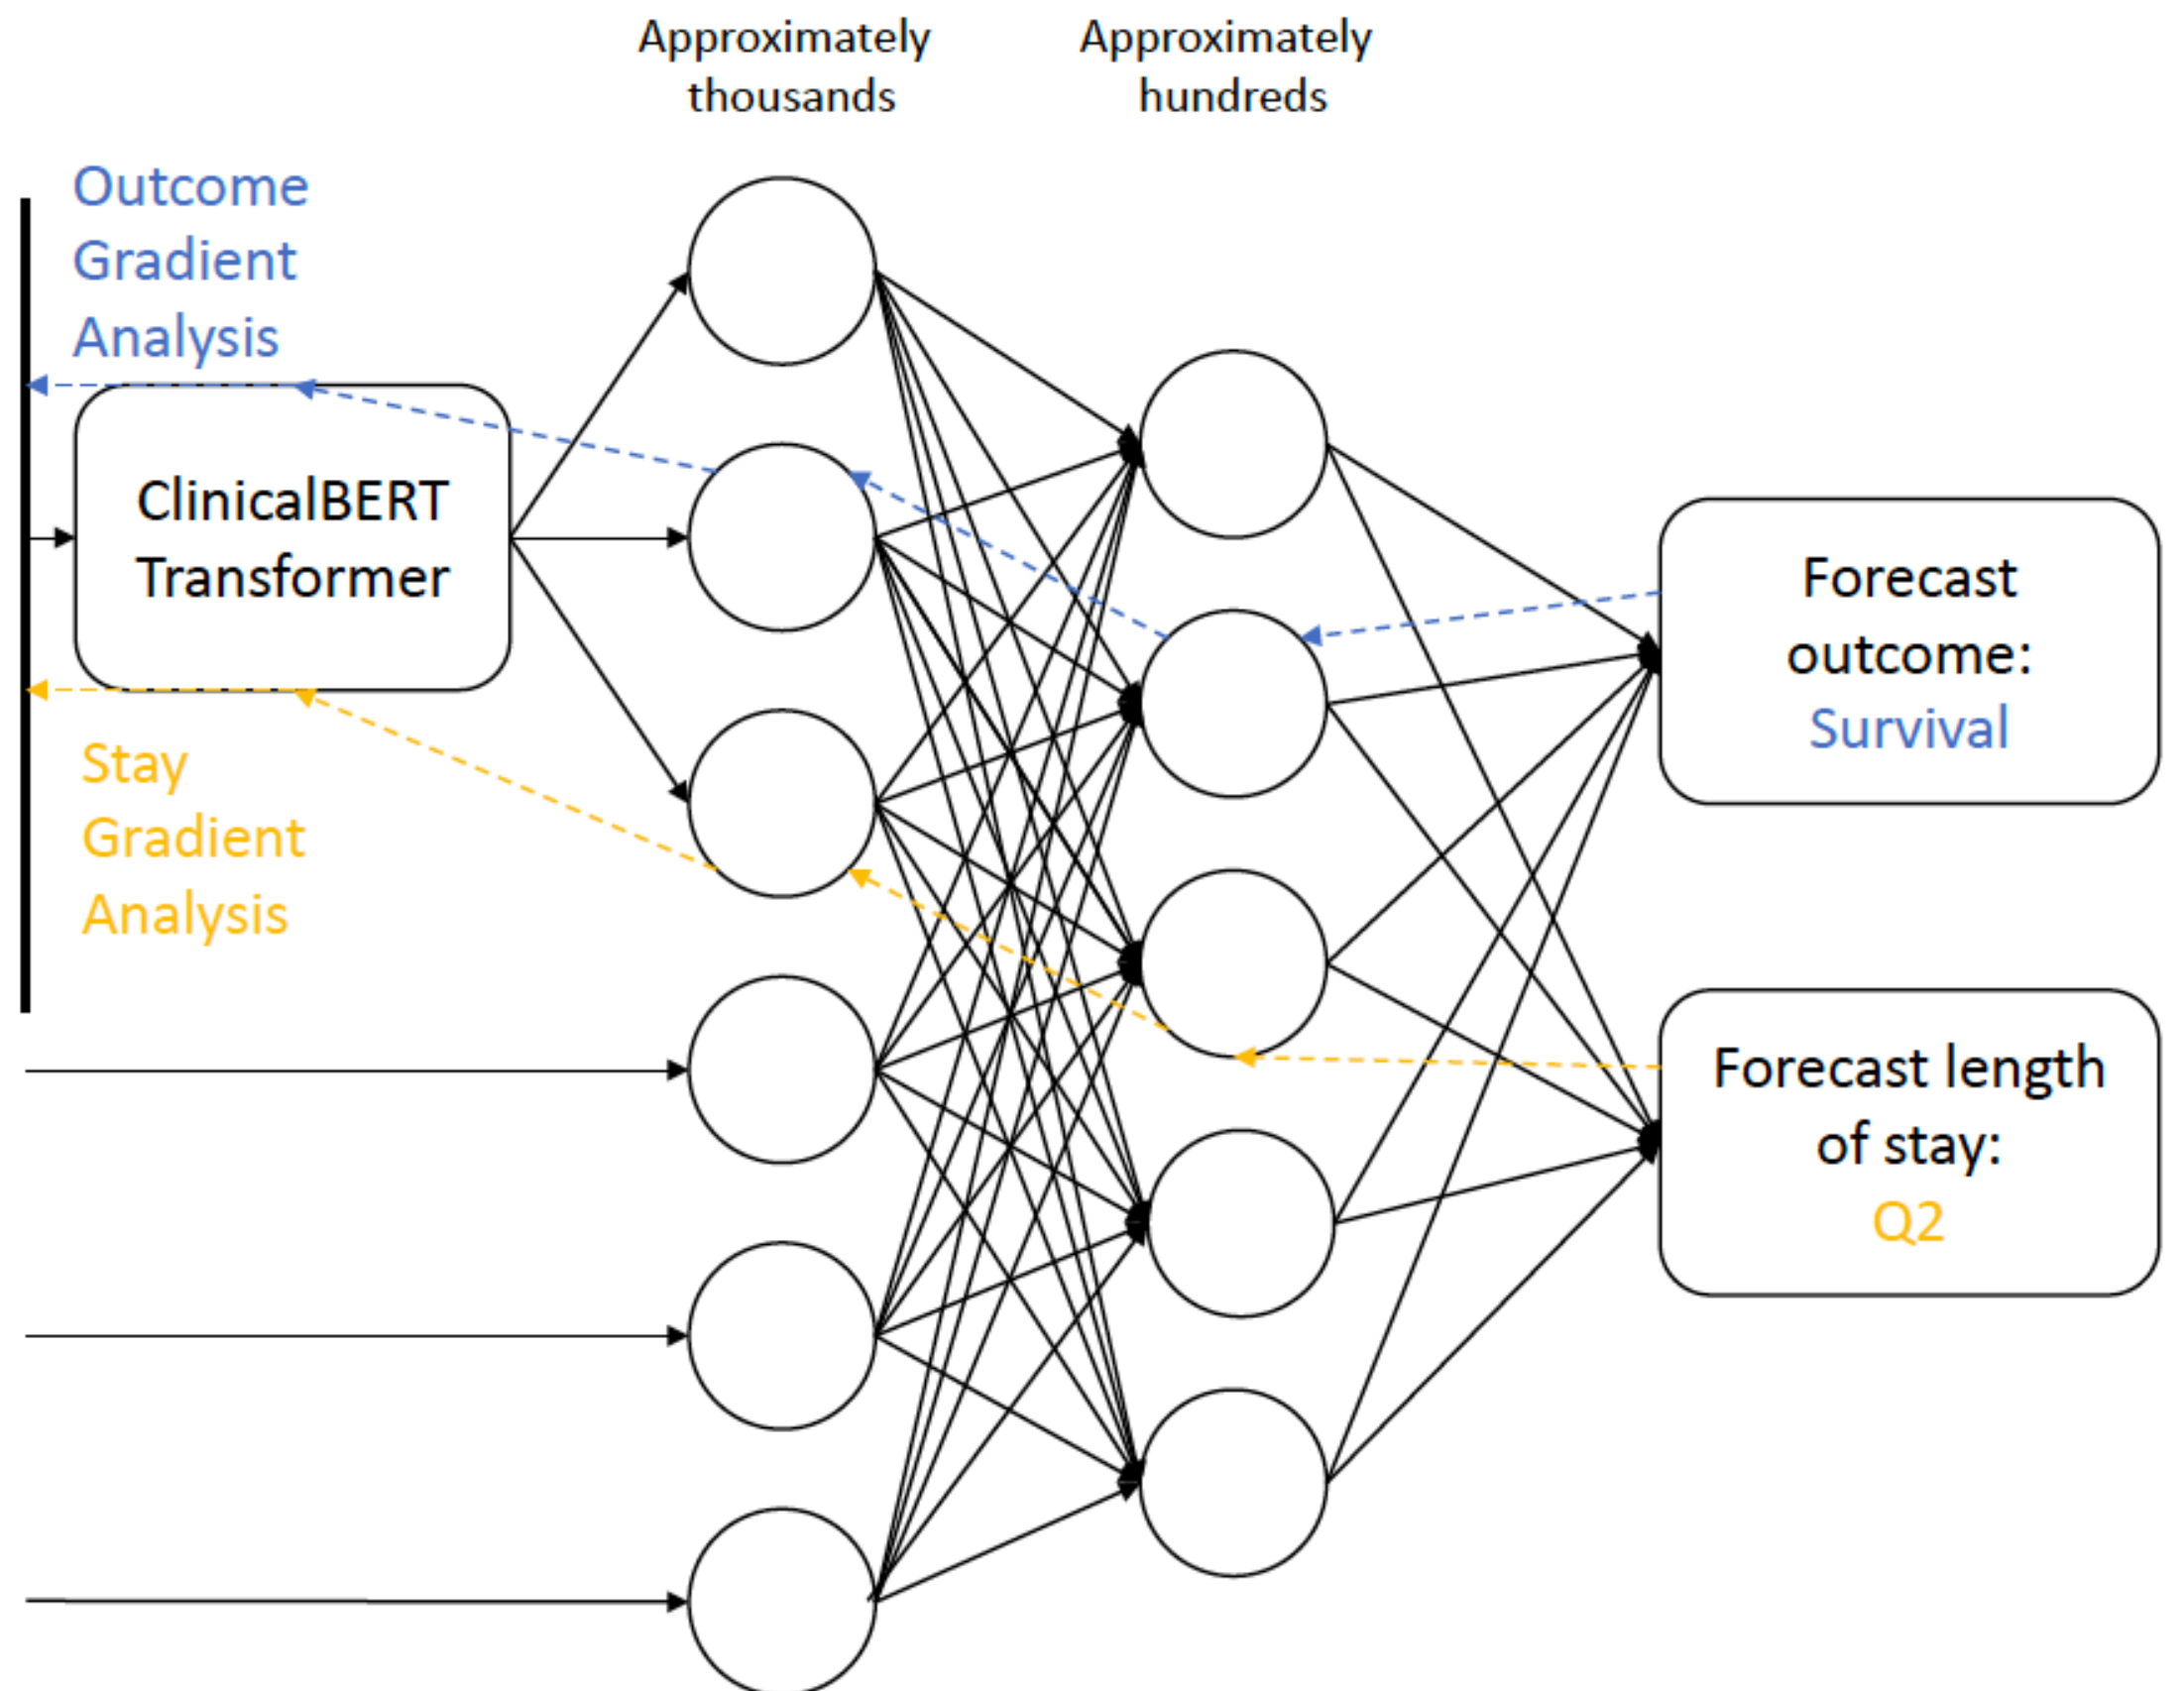 Approximately
thousands
Approximately
hundreds
Outcome
Gradient
Analysis
ClinicalBERT
Transformer
Stay
Gradient
Analysis
Forecast
outcome:
Survival
Forecast length
of stay:
Q2